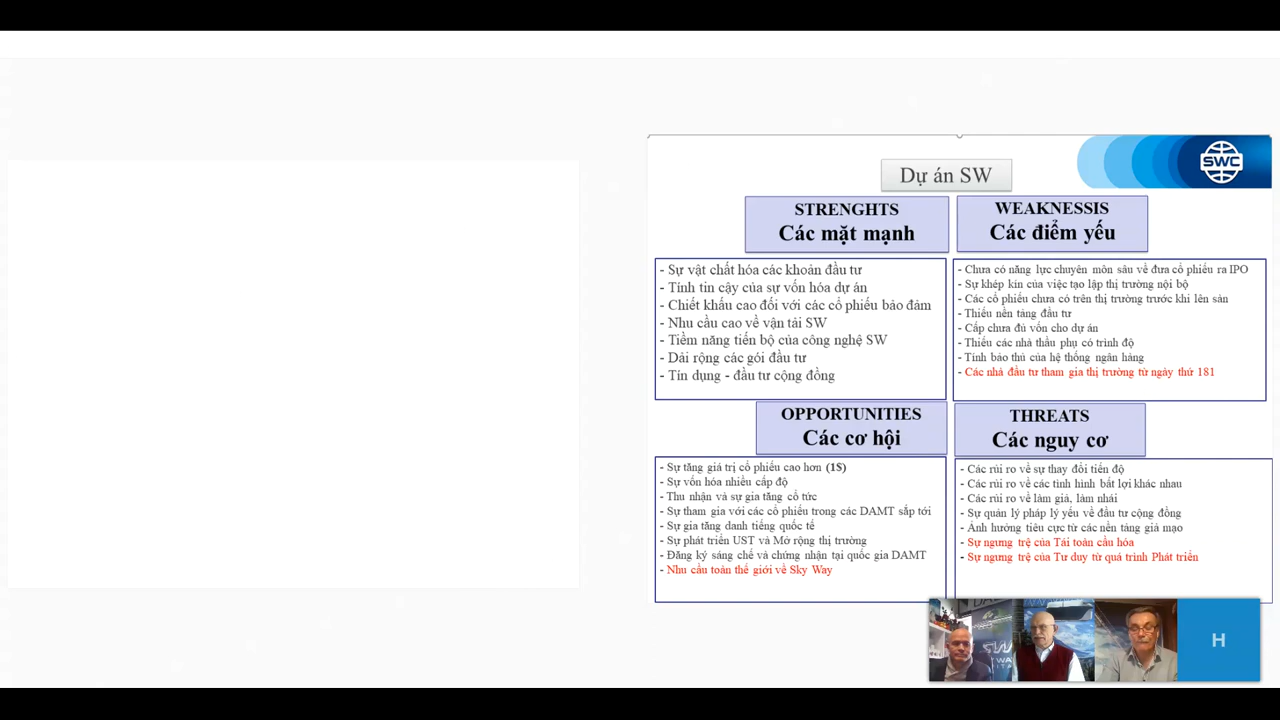 SWC
Dự án SW
STRENGHTS
Các mặt mạnh
WEAKNESSIS
Các điểm yếu
- Sự vật chất hóa các khoản đầu tư
- Tính tin cậy của sự vốn hóa dự án
- Chiết khấu cao đối với các cổ phiếu bảo đảm
- Nhu cầu cao về vận tải SW
- Tiềm năng tiến bộ của công nghệ SW
- Dải rộng các gói đầu tư
- Tín dụng - đầu tư cộng đồng
- Chưa có năng lực chuyên môn sâu về đưa cổ phiếu ra IPO
- Sự khép kín của việc tạo lập thị trường nội bộ
- Các cổ phiếu chưa có trên thị trường trước khi lên sàn
- Thiếu nền tảng đầu tư
- Cấp chưa đủ vốn cho dự án
- Thiếu các nhà thầu phụ có trình độ
- Tính bảo thủ của hệ thống ngân hàng
- Các nhà đầu tư tham gia thị trường từ ngày thứ 181
OPPORTUNITIES
Các cơ hội
THREATS
Các nguy cơ
- Sự tăng giá trị cổ phiếu cao hơn (1$)
- Sự vốn hóa nhiều cấp độ
- Thu nhận và sự gia tăng cổ tức
- Sự tham gia với các cổ phiếu trong các DAMT sắp tới
- Sự gia tăng danh tiếng quốc tế
- Sự phát triển UST và Mở rộng thị trường
- Đăng ký sáng chế và chứng nhận tại quốc gia DAMT
- Nhu cầu toàn thế giới về Sky Way
- Các rủi ro về sự thay đổi tiến độ
- Các rủi ro về các tình hình bất lợi khác nhau
- Các rủi ro về làm giả, làm nhái
- Sự quản lý pháp lý yếu về đầu tư cộng đồng
- Ảnh hưởng tiêu cực từ các nền tảng giả mạo
- Sự ngưng trệ của Tái toàn cầu hóa
- Sự ngưng trệ của Tư duy từ quá trình Phát triển
H